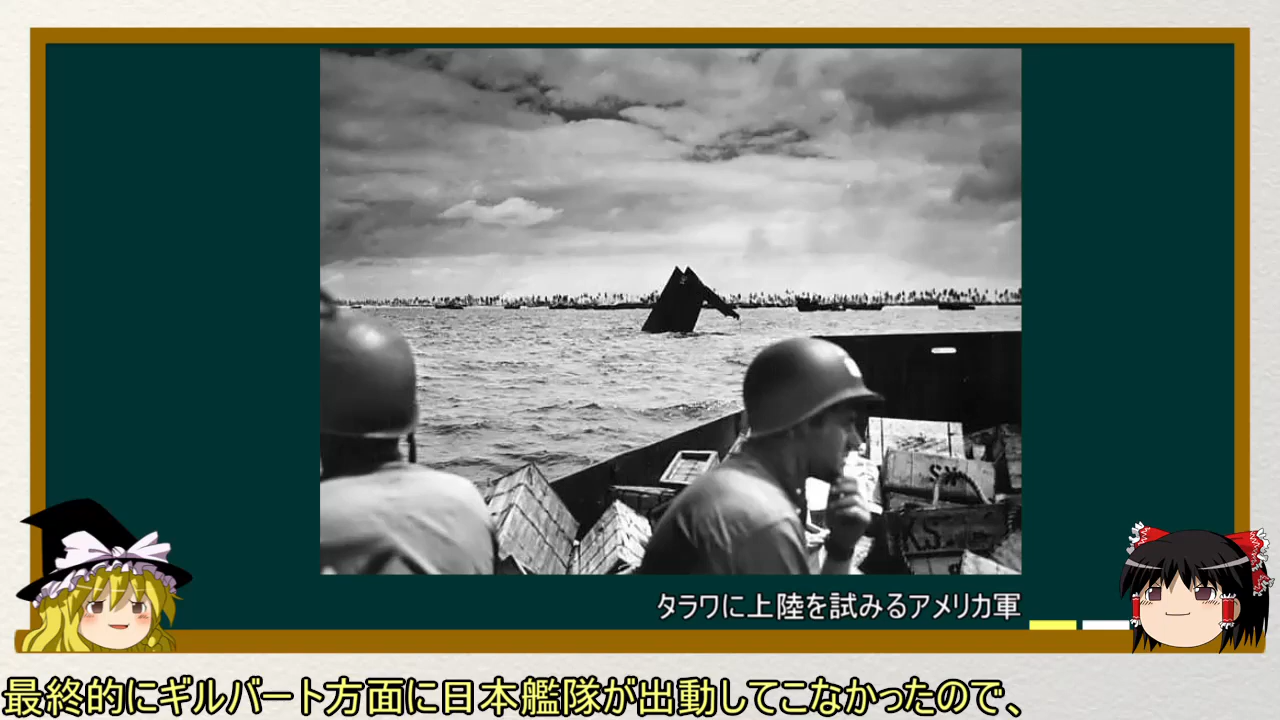 SN
KS
タラワに上陸を試みるアメリカ軍
最終的にギルバート方面に日本艦隊が出動してこなかったので、